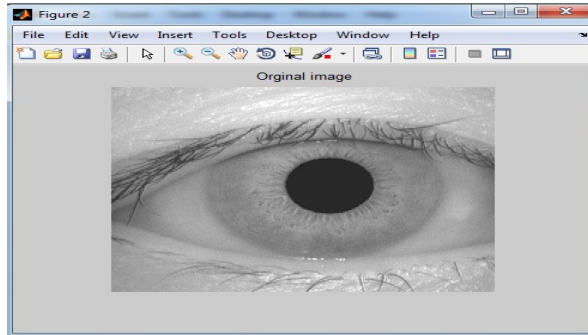 Figure 2
File Edit View Insert Tools Desktop Window Help
Orginal image